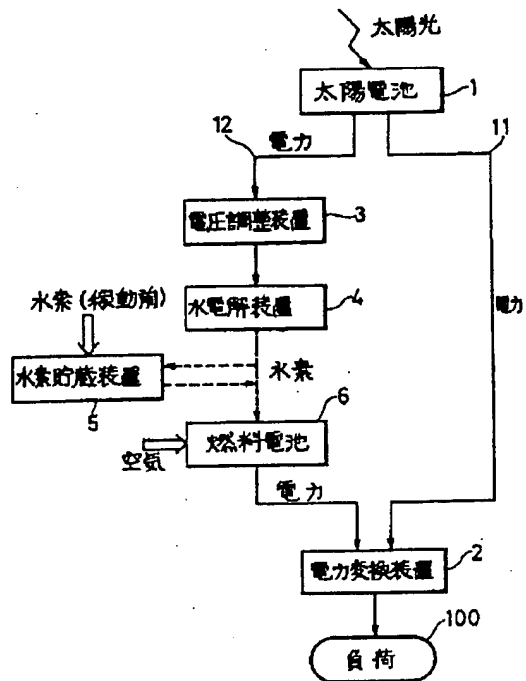 太陽光
太陽電池
1
12
電力
11
電圧調整装置
3
水電解装置
4
電力
水素(稼動前)
水素貯蔵装置
5
水素
6
燃料電池
空気
電力
電力変換装置
2
100
負荷